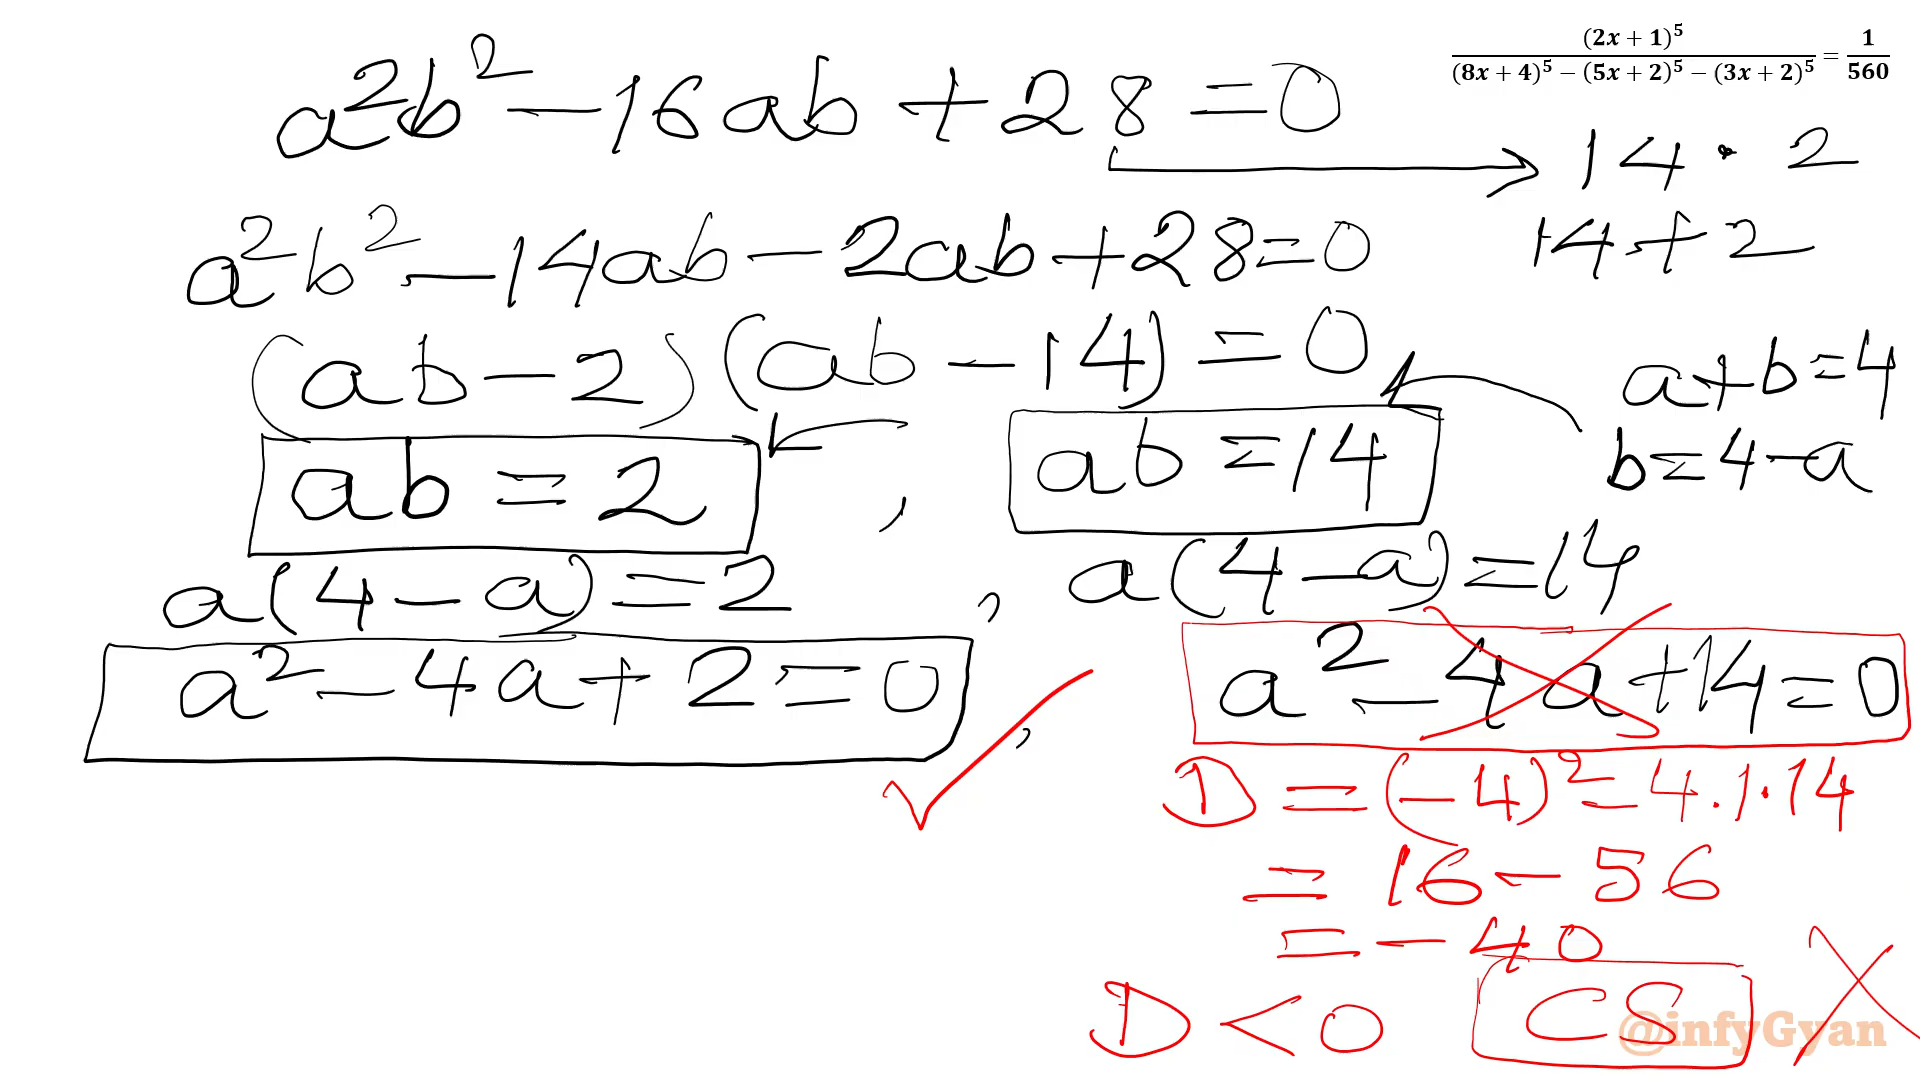 (2x + 1)⁵ / ((8x + 4)⁵ − (5x + 2)⁵ − (3x + 2)⁵) = 1/560
a²b² − 16ab + 28 = 0
14 · 2
14 + 2
a²b² − 14ab − 2ab + 28 = 0
(ab − 2) (ab − 14) = 0
a + b = 4
b = 4 − a
ab = 2 , ab = 14
a(4 − a) = 2 , a(4 − a) = 14
a² − 4a + 2 = 0 , a² − 4a + 14 = 0
D = (−4)² − 4.1.14
= 16 − 56
= − 40
D < 0 CS
@infyGyan